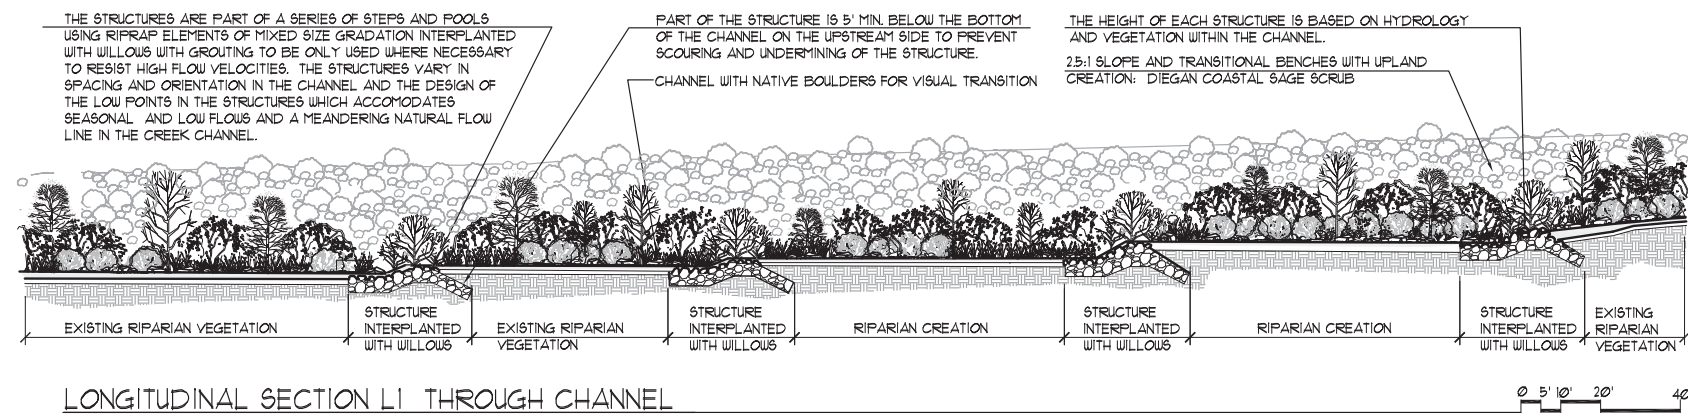 THE STRUCTURES ARE PART OF A SERIES OF STEPS AND POOLS
USING RIPRAP ELEMENTS OF MIXED SIZE GRADATION INTERPLANTED
WITH WILLOWS WITH GROUTING TO BE ONLY USED WHERE NECESSARY
TO RESIST HIGH FLOW VELOCITIES. THE STRUCTURES VARY IN
SPACING AND ORIENTATION IN THE CHANNEL AND THE DESIGN OF
THE LOW POINTS IN THE STRUCTURES WHICH ACCOMODATES
SEASONAL AND LOW FLOWS AND A MEANDERING NATURAL FLOW
LINE IN THE CREEK CHANNEL.
PART OF THE STRUCTURE IS 5' MIN. BELOW THE BOTTOM
OF THE CHANNEL ON THE UPSTREAM SIDE TO PREVENT
SCOURING AND UNDERMINING OF THE STRUCTURE.
CHANNEL WITH NATIVE BOULDERS FOR VISUAL TRANSITION
THE HEIGHT OF EACH STRUCTURE IS BASED ON HYDROLOGY
AND VEGETATION WITHIN THE CHANNEL.
2.5:1 SLOPE AND TRANSITIONAL BENCHES WITH UPLAND
CREATION: DIEGAN COASTAL SAGE SCRUB
EXISTING RIPARIAN VEGETATION
STRUCTURE
INTERPLANTED
WITH WILLOWS
EXISTING RIPARIAN
VEGETATION
STRUCTURE
INTERPLANTED
WITH WILLOWS
RIPARIAN CREATION
STRUCTURE
INTERPLANTED
WITH WILLOWS
RIPARIAN CREATION
STRUCTURE
INTERPLANTED
WITH WILLOWS
EXISTING
RIPARIAN
VEGETATION
LONGITUDINAL SECTION L1 THROUGH CHANNEL
0 5' 10' 20' 40